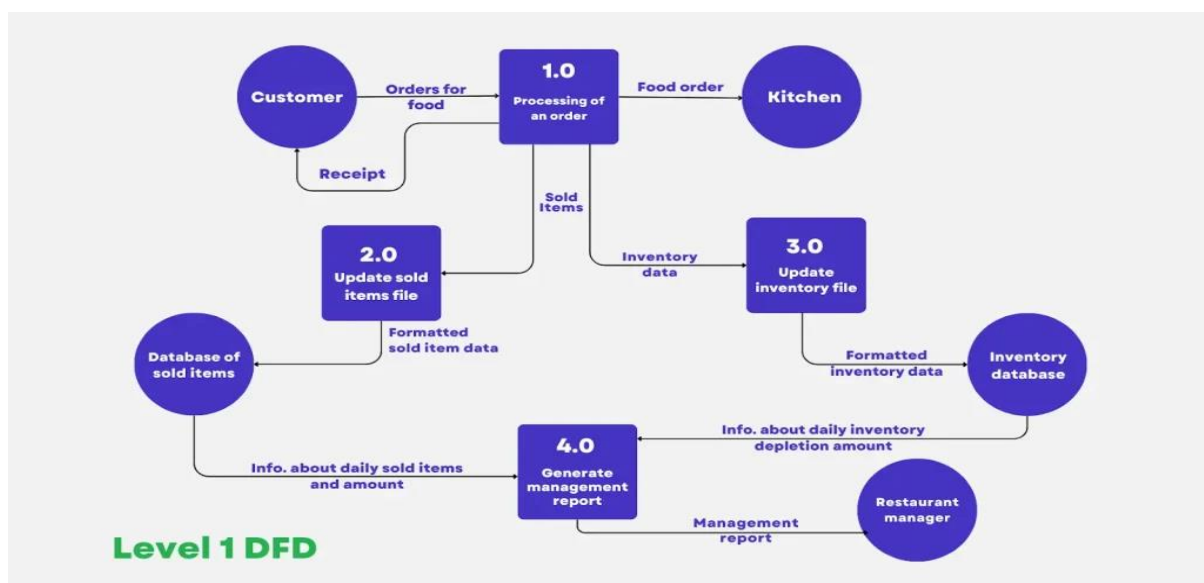 Customer
Orders for
food
1.0
Processing of
an order
Food order
Kitchen
Receipt
Sold
Items
2.0
Update sold
items file
Inventory
data
3.0
Update
inventory file
Formatted
sold item data
Database of
sold items
Formatted
inventory data
Inventory
database
Info. about daily sold items
and amount
4.0
Generate
management
report
Info. about daily inventory
depletion amount
Management
report
Restaurant
manager
Level 1 DFD